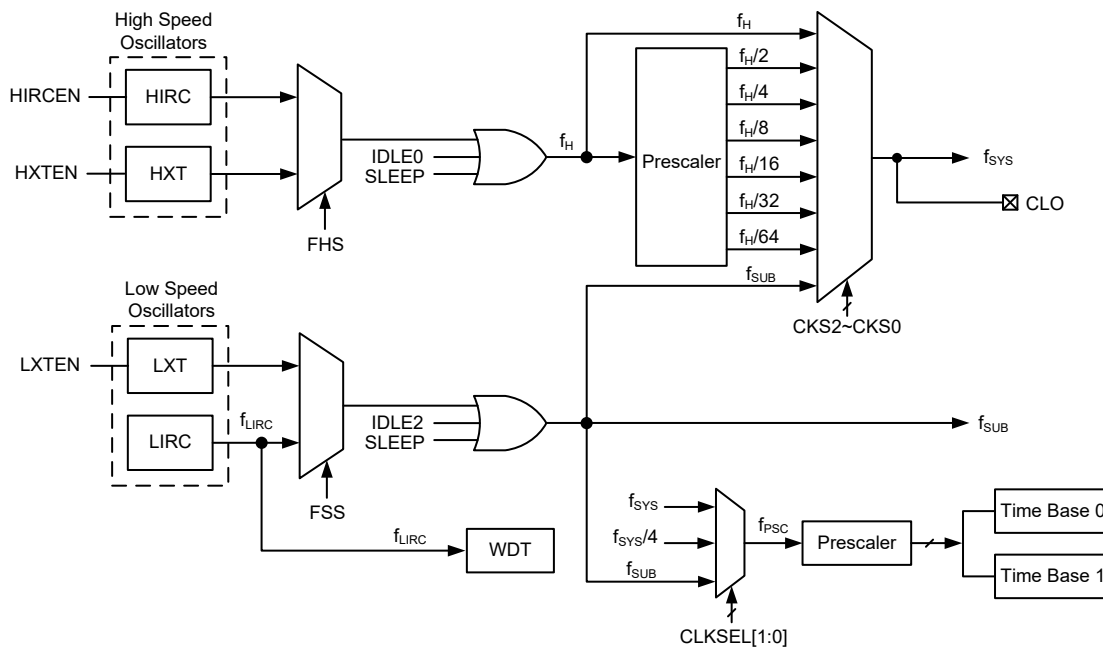 High Speed
Oscillators
HIRCEN
HIRC
HXTEN
HXT
FHS
IDLE0
SLEEP
fH
fH
Prescaler
fH/2
fH/4
fH/8
fH/16
fH/32
fH/64
fSUB
CKS2~CKS0
fSYS
CLO
Low Speed
Oscillators
LXTEN
LXT
LIRC
fLIRC
FSS
IDLE2
SLEEP
fSUB
fLIRC
WDT
fSYS
fSYS/4
fSUB
CLKSEL[1:0]
fPSC
Prescaler
Time Base 0
Time Base 1